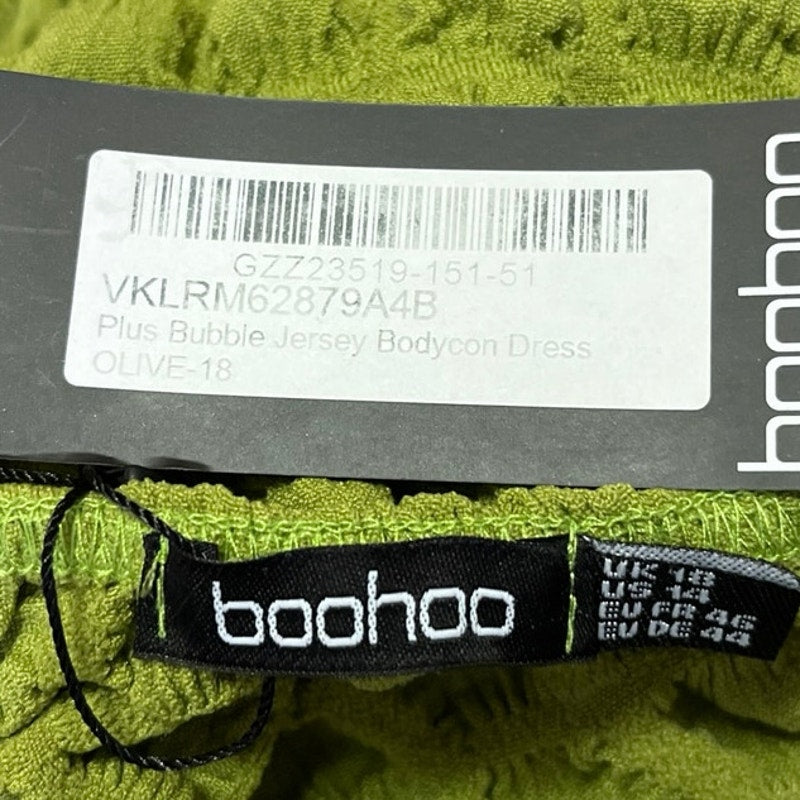 GZZ23519-151-51
VKLRM62879A4B
Plus Bubble Jersey Bodycon Dress
OLIVE-18
boohoo
boohoo
UK 18
US 14
EU FR 46
EU DE 44